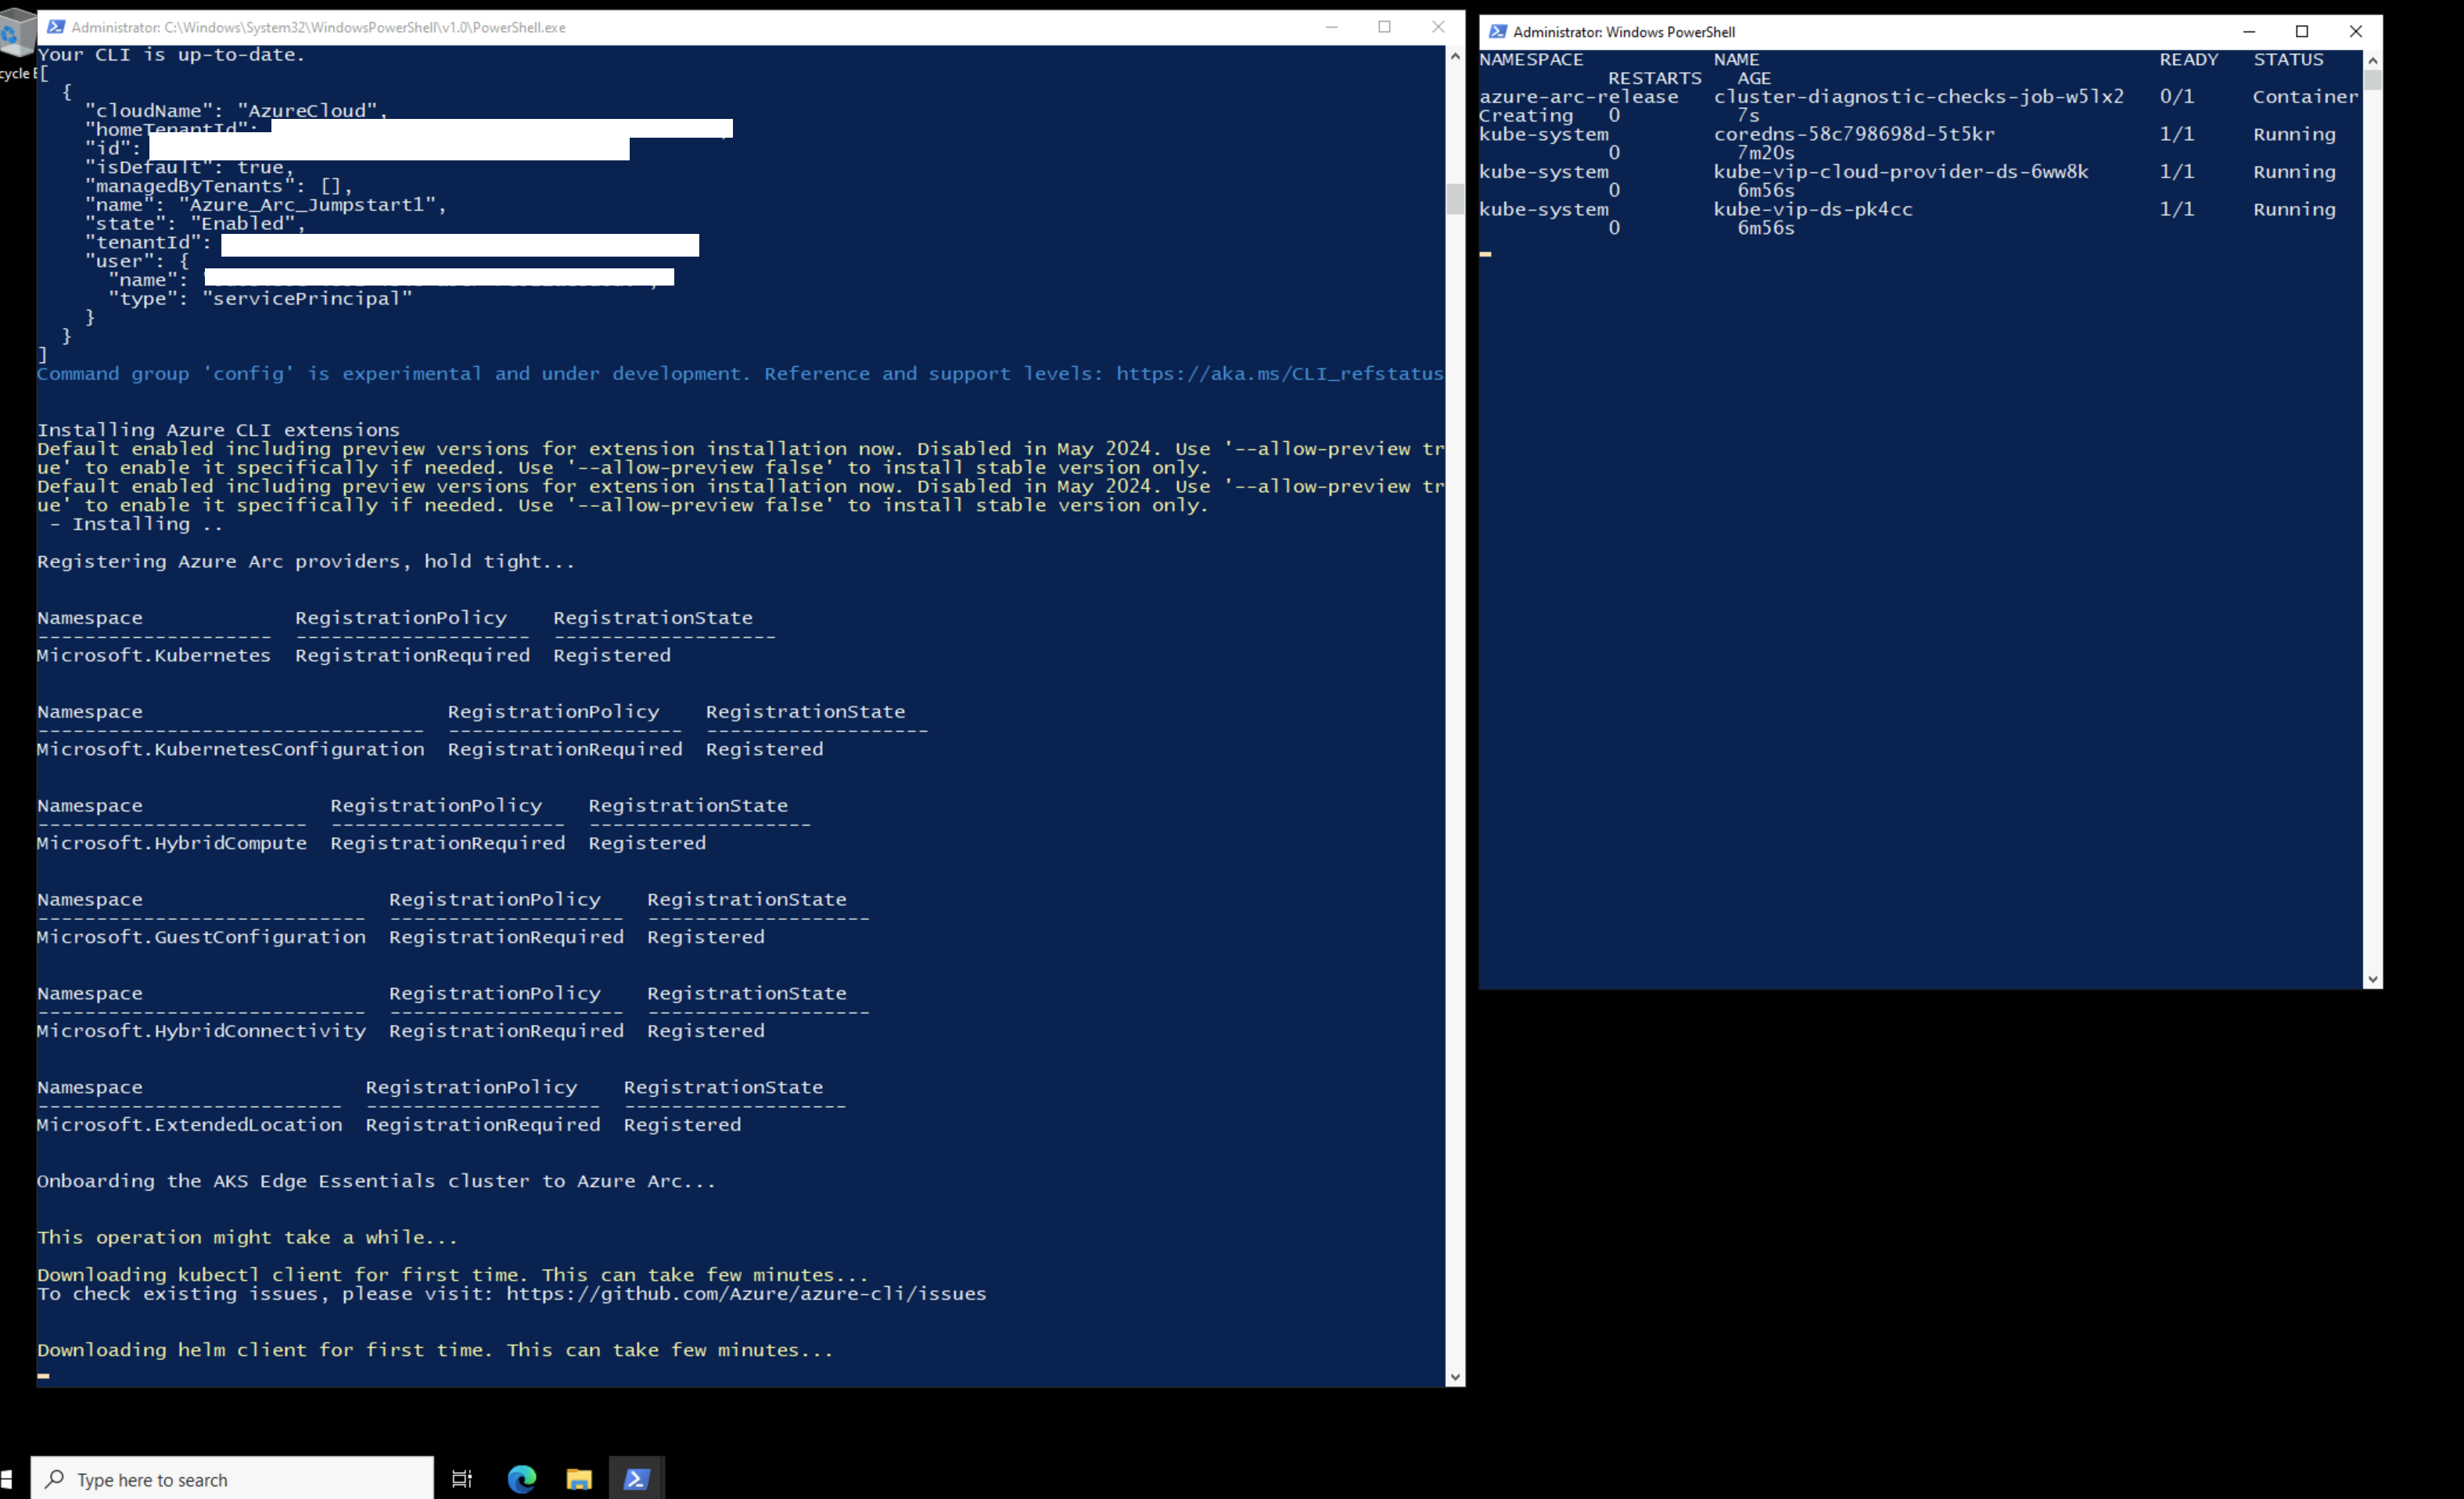 Administrator: C:\Windows\System32\WindowsPowerShell\v1.0\PowerShell.exe
Your CLI is up-to-date.
[
  {
    "cloudName": "AzureCloud",
    "homeTenantId":
    "id":
    "isDefault": true,
    "managedByTenants": [],
    "name": "Azure_Arc_Jumpstart1",
    "state": "Enabled",
    "tenantId":
    "user": {
      "name":
      "type": "servicePrincipal"
    }
  }
]
Command group 'config' is experimental and under development. Reference and support levels: https://aka.ms/CLI_refstatus
Installing Azure CLI extensions
Default enabled including preview versions for extension installation now. Disabled in May 2024. Use '--allow-preview tr
ue' to enable it specifically if needed. Use '--allow-preview false' to install stable version only.
Default enabled including preview versions for extension installation now. Disabled in May 2024. Use '--allow-preview tr
ue' to enable it specifically if needed. Use '--allow-preview false' to install stable version only.
 - Installing ..
Registering Azure Arc providers, hold tight...
Namespace             RegistrationPolicy    RegistrationState
--------------------  --------------------  -------------------
Microsoft.Kubernetes  RegistrationRequired  Registered
Namespace                          RegistrationPolicy    RegistrationState
---------------------------------  --------------------  -------------------
Microsoft.KubernetesConfiguration  RegistrationRequired  Registered
Namespace                RegistrationPolicy    RegistrationState
-----------------------  --------------------  -------------------
Microsoft.HybridCompute  RegistrationRequired  Registered
Namespace                     RegistrationPolicy    RegistrationState
----------------------------  --------------------  -------------------
Microsoft.GuestConfiguration  RegistrationRequired  Registered
Namespace                     RegistrationPolicy    RegistrationState
----------------------------  --------------------  -------------------
Microsoft.HybridConnectivity  RegistrationRequired  Registered
Namespace                   RegistrationPolicy    RegistrationState
--------------------------  --------------------  -------------------
Microsoft.ExtendedLocation  RegistrationRequired  Registered
Onboarding the AKS Edge Essentials cluster to Azure Arc...
This operation might take a while...
Downloading kubectl client for first time. This can take few minutes...
To check existing issues, please visit: https://github.com/Azure/azure-cli/issues
Downloading helm client for first time. This can take few minutes...
Administrator: Windows PowerShell
NAMESPACE           NAME                                  READY   STATUS
           RESTARTS   AGE
azure-arc-release   cluster-diagnostic-checks-job-w5lx2   0/1     Container
Creating   0          7s
kube-system         coredns-58c798698d-5t5kr              1/1     Running
           0          7m20s
kube-system         kube-vip-cloud-provider-ds-6ww8k      1/1     Running
           0          6m56s
kube-system         kube-vip-ds-pk4cc                     1/1     Running
           0          6m56s
Type here to search